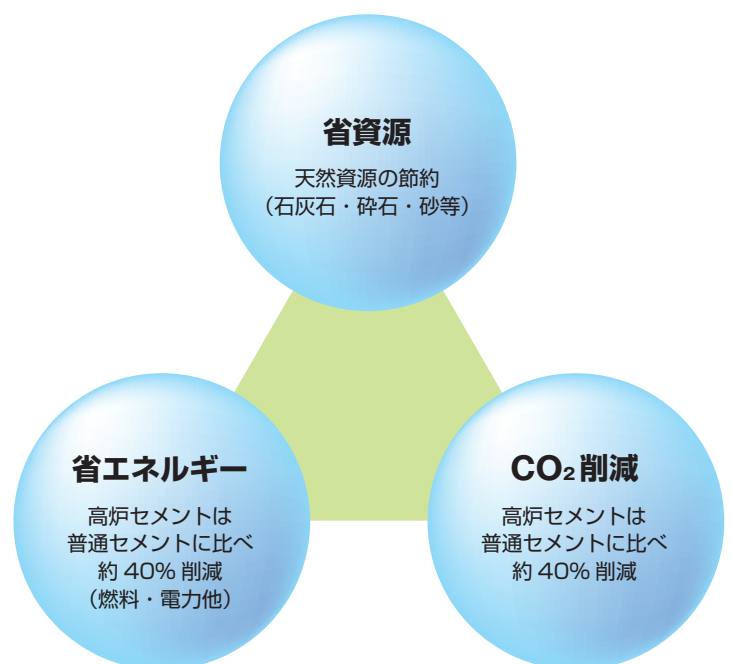 省資源
天然資源の節約
（石灰石・砕石・砂等）
省エネルギー
高炉セメントは
普通セメントに比べ
約 40% 削減
（燃料・電力他）
CO₂削減
高炉セメントは
普通セメントに比べ
約 40% 削減